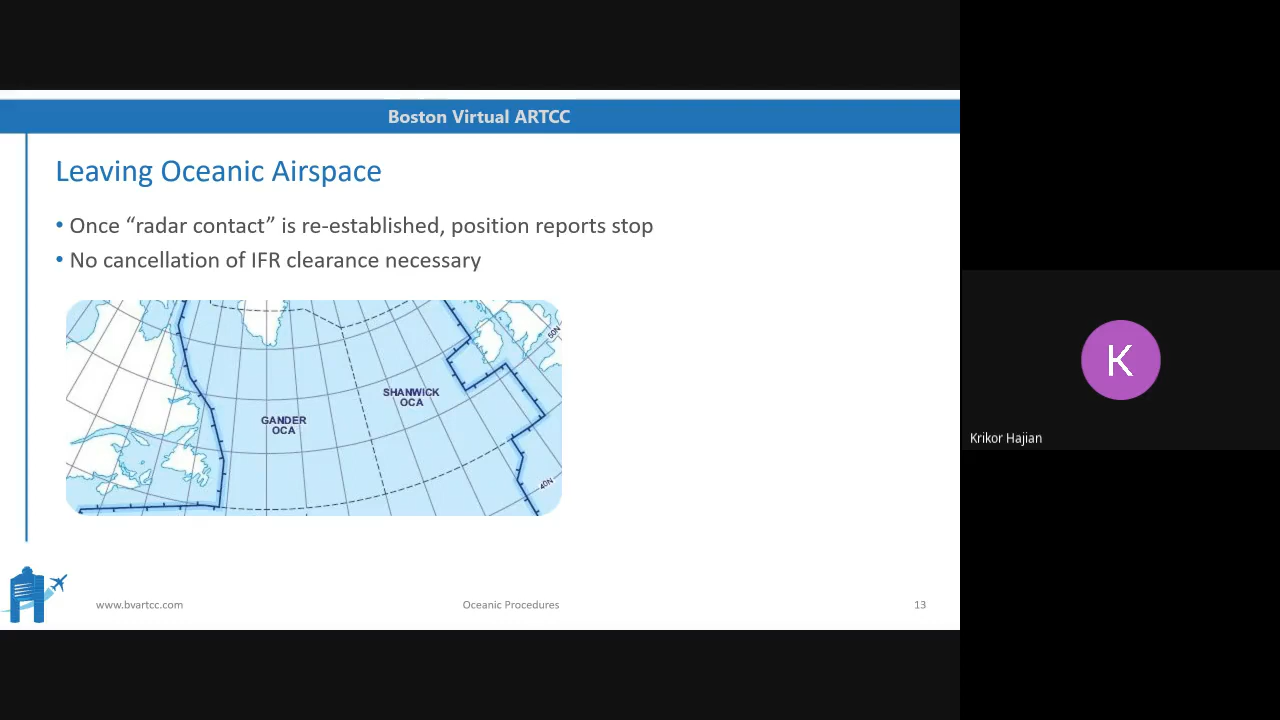 Boston Virtual ARTCC
Leaving Oceanic Airspace
• Once “radar contact” is re-established, position reports stop
• No cancellation of IFR clearance necessary
50N
SHANWICK
OCA
GANDER
OCA
40N
www.bvartcc.com
Oceanic Procedures
13
K
Krikor Hajian